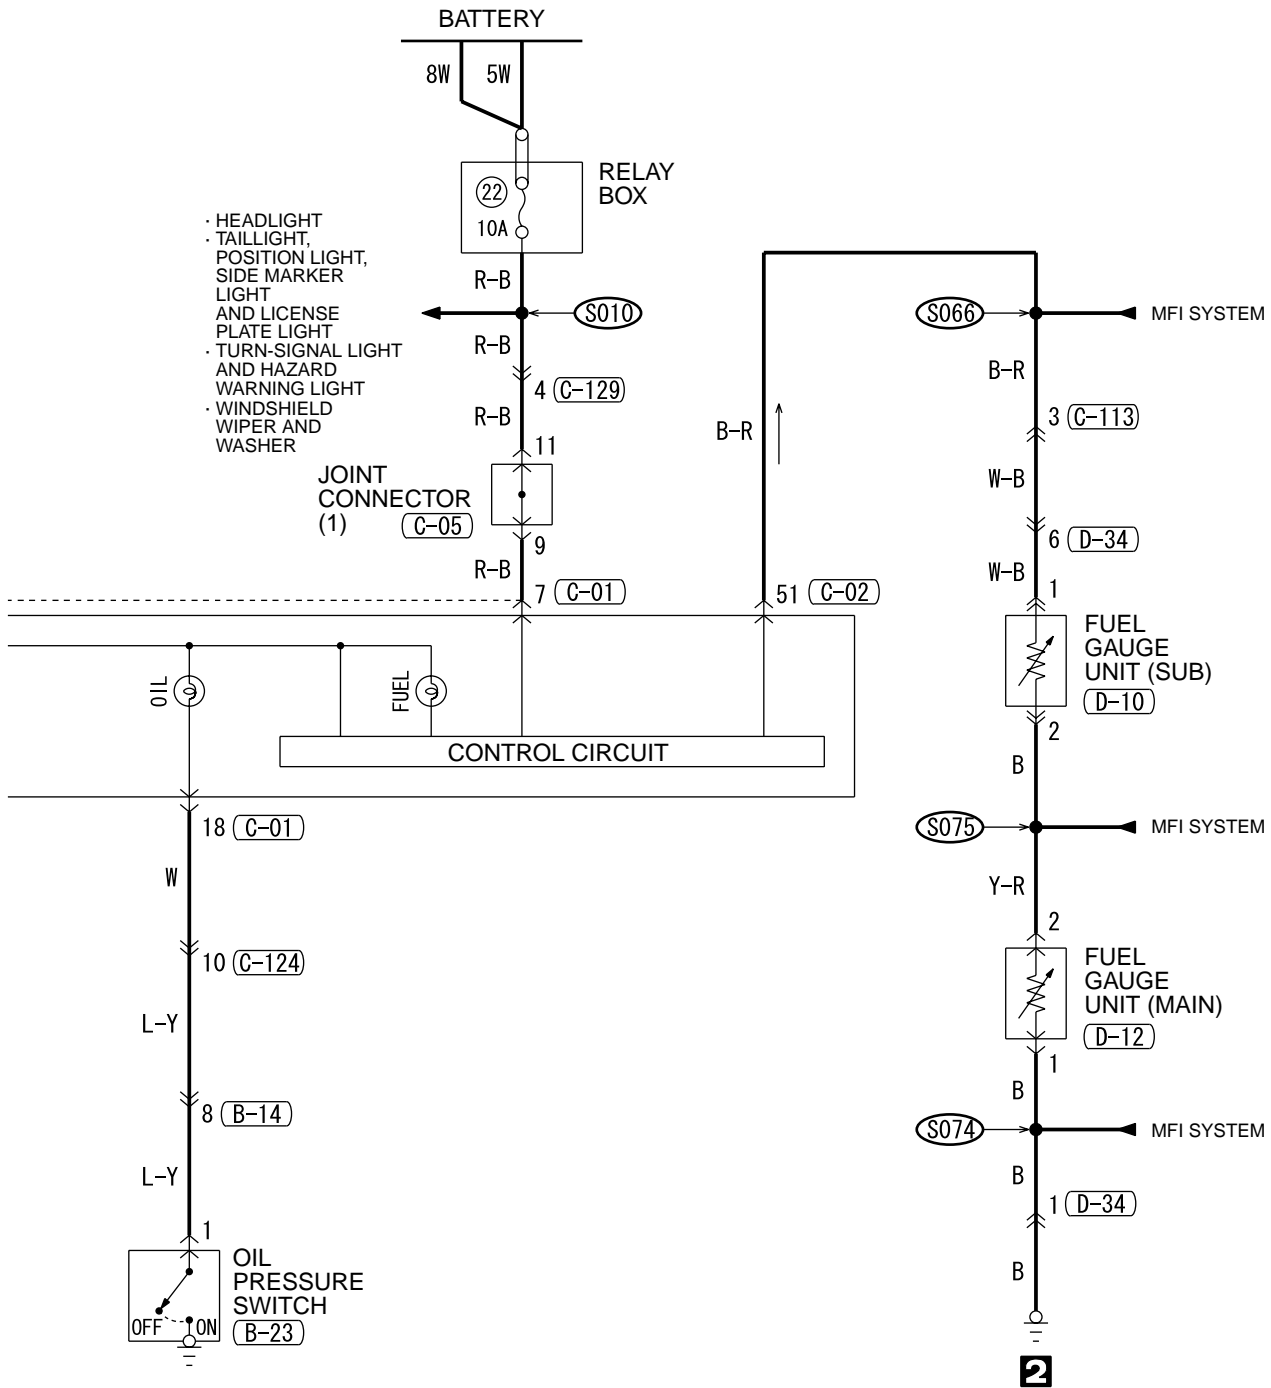 BATTERY
8W
5W
RELAY
BOX
22
10A
· HEADLIGHT
· TAILLIGHT,
POSITION LIGHT,
SIDE MARKER
LIGHT
AND LICENSE
PLATE LIGHT
· TURN-SIGNAL LIGHT
AND HAZARD
WARNING LIGHT
· WINDSHIELD
WIPER AND
WASHER
R-B
S010
R-B
4 C-129
R-B
11
JOINT
CONNECTOR
(1) C-05
9
R-B
7 C-01
B-R
51 C-02
S066
MFI SYSTEM
B-R
3 C-113
W-B
6 D-34
W-B
1
FUEL
GAUGE
UNIT (SUB)
D-10
2
B
S075
MFI SYSTEM
Y-R
2
FUEL
GAUGE
UNIT (MAIN)
D-12
1
B
S074
MFI SYSTEM
B
1 D-34
B
2
OIL
FUEL
CONTROL CIRCUIT
18 C-01
W
10 C-124
L-Y
8 B-14
L-Y
1
OIL
PRESSURE
SWITCH
B-23
OFF
ON